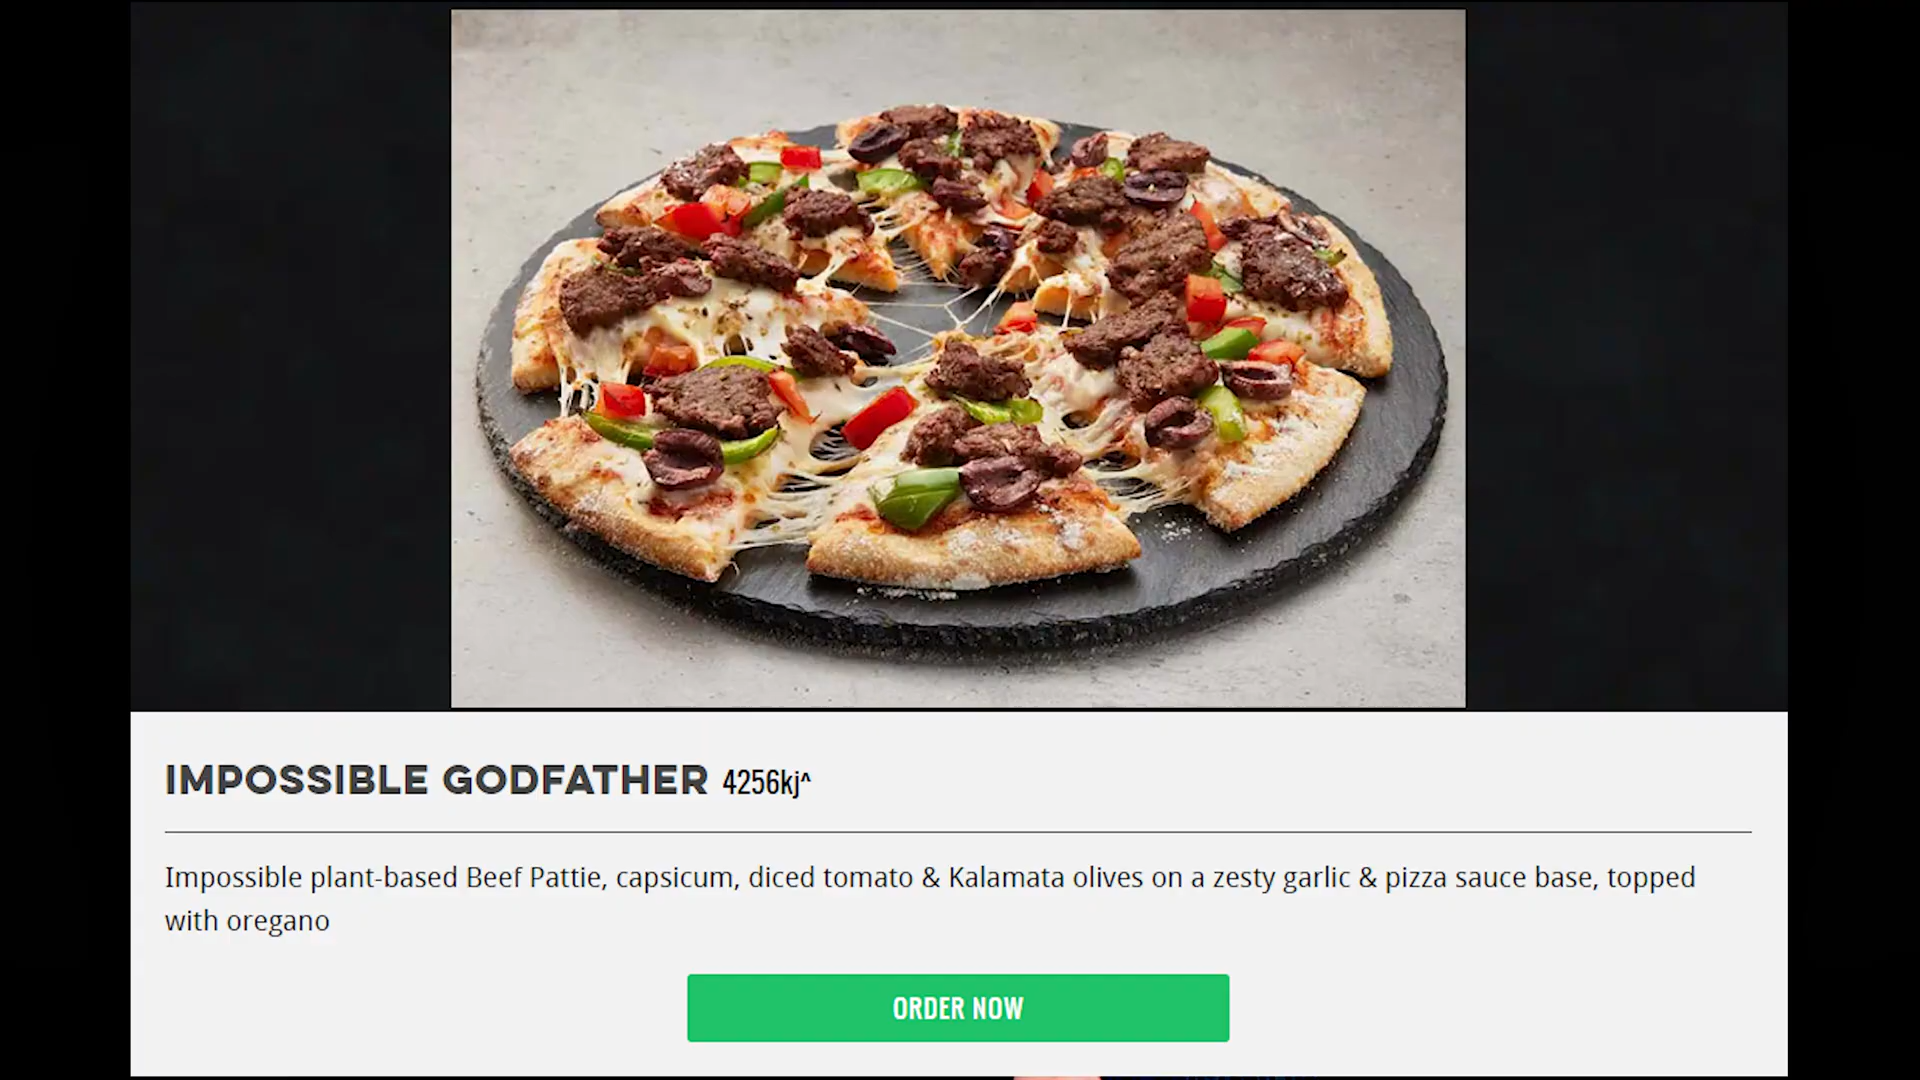 IMPOSSIBLE GODFATHER 4256kj^
Impossible plant-based Beef Pattie, capsicum, diced tomato & Kalamata olives on a zesty garlic & pizza sauce base, topped
with oregano
ORDER NOW